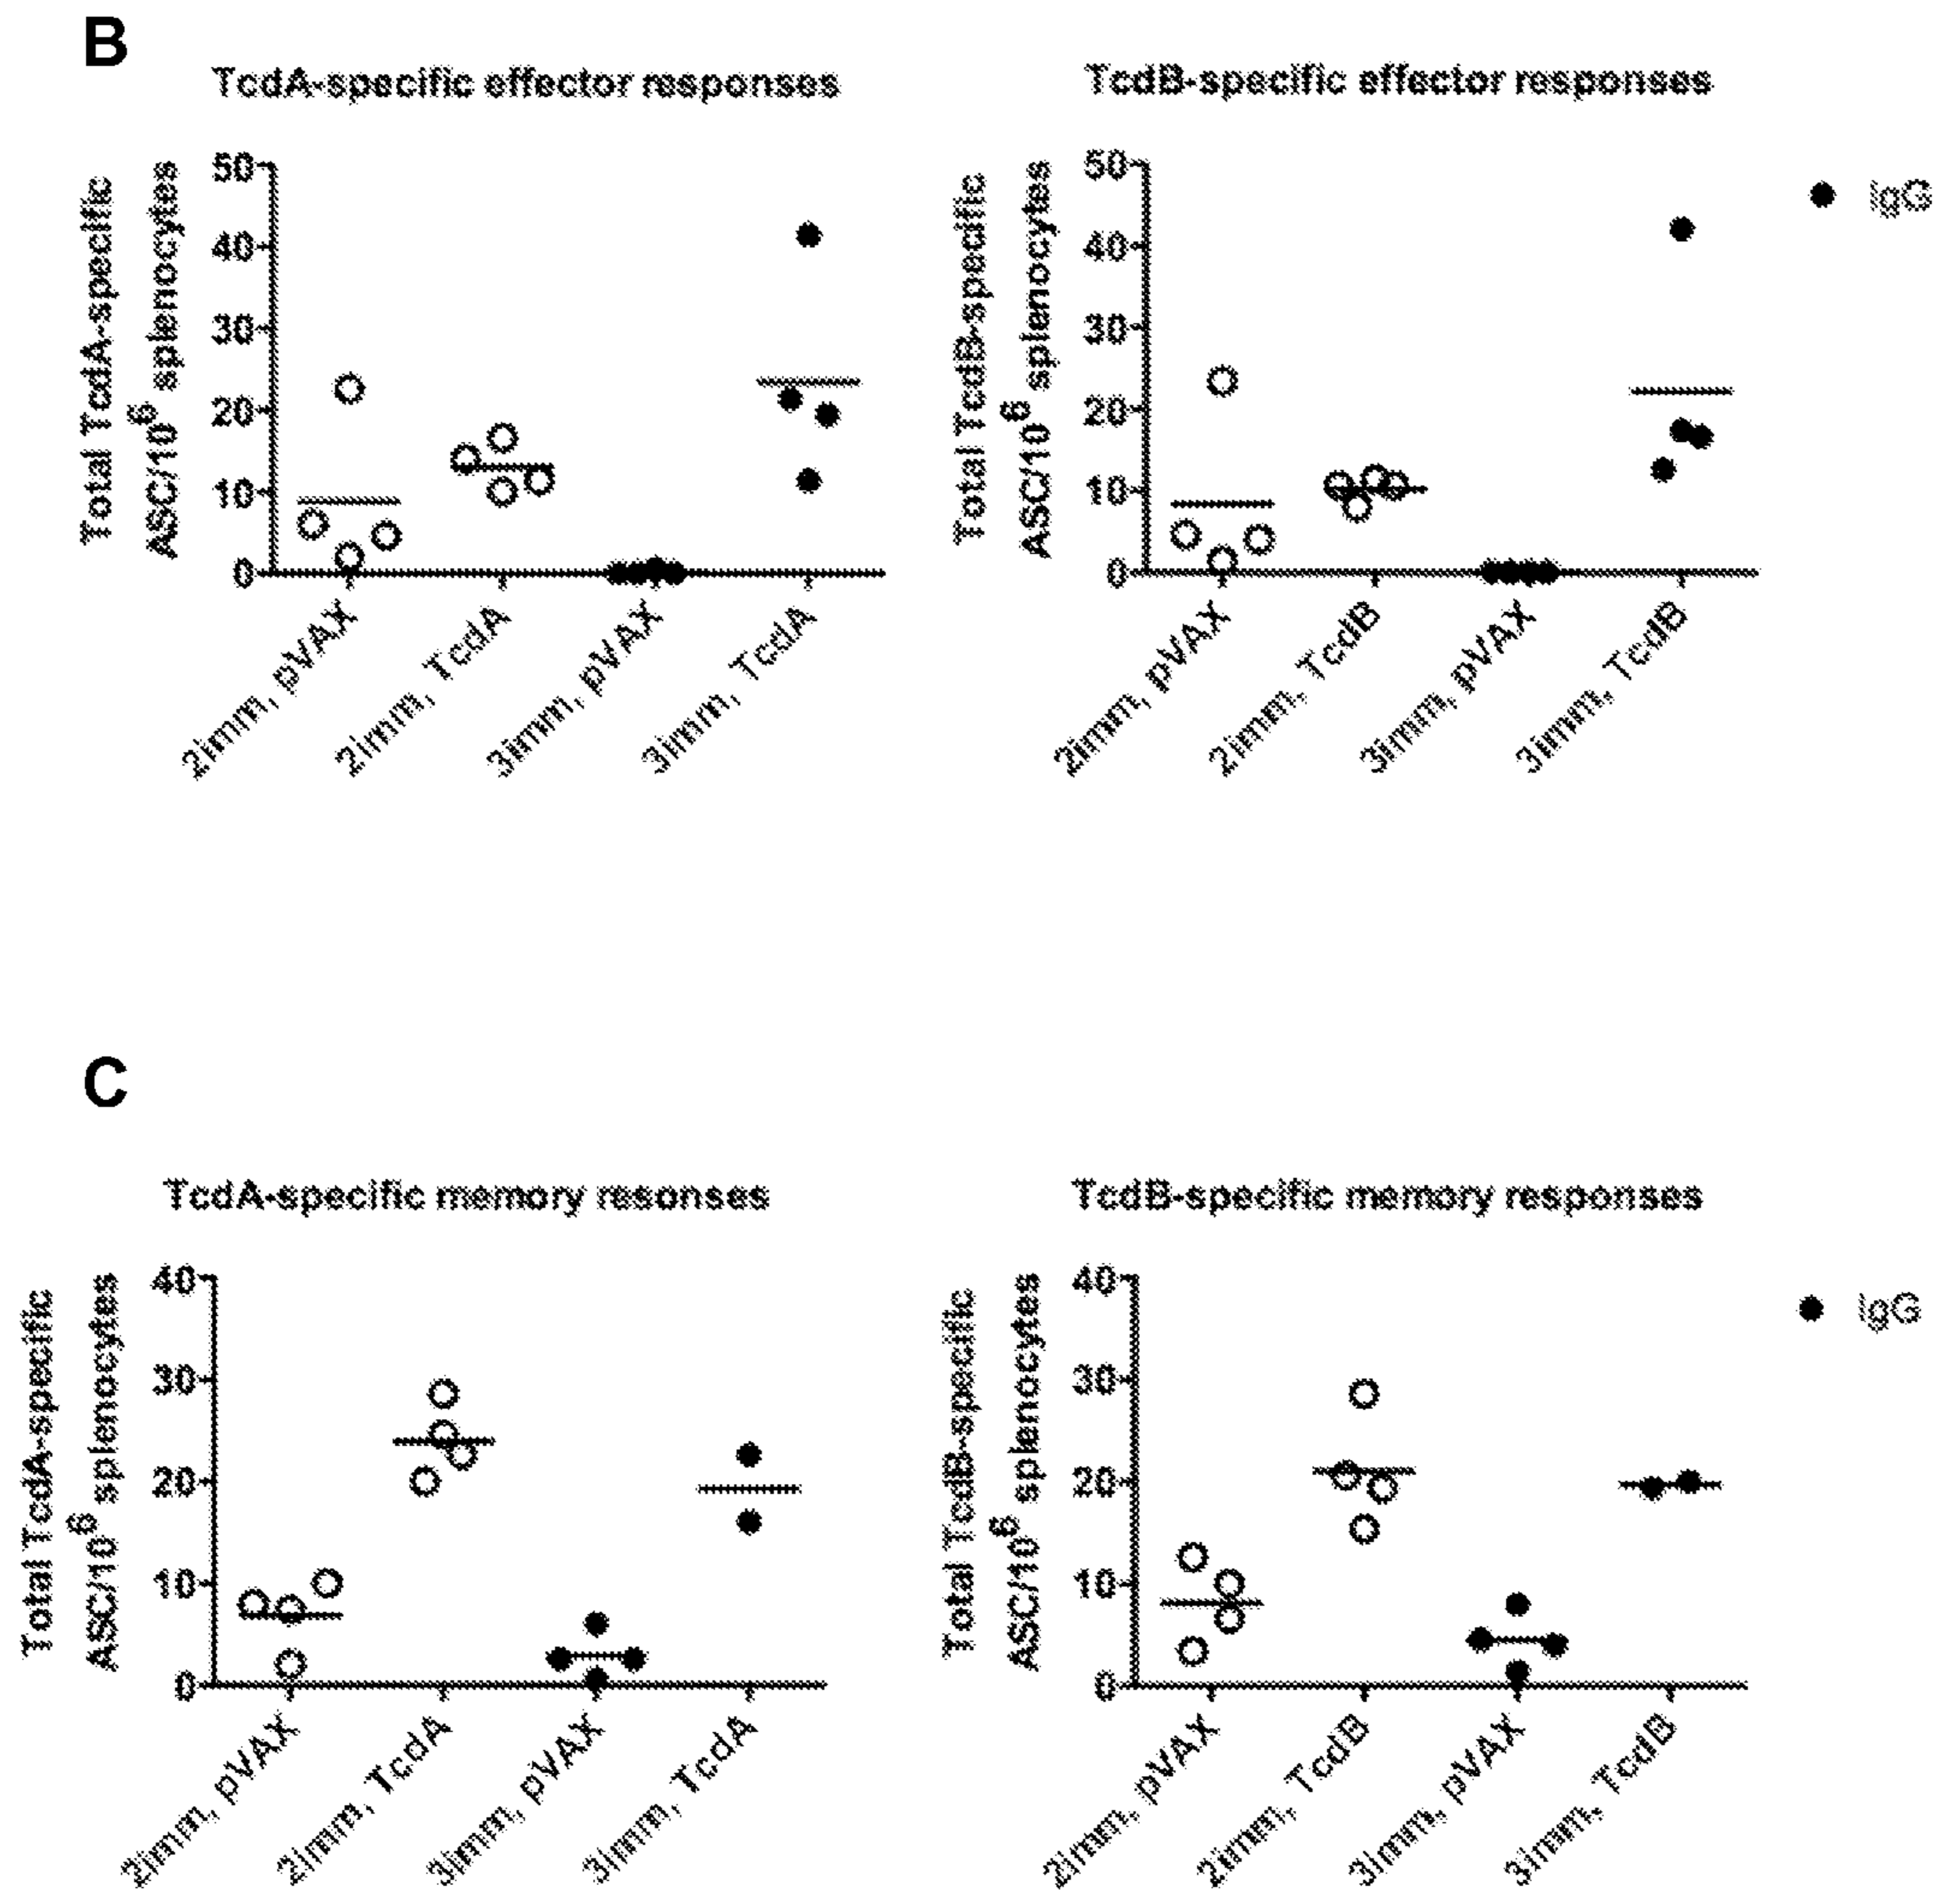 B
TcdA-specific effector responses
TcdB-specific effector responses
Total TcdA-specific
ASC/10^6 splenocytes
50
40
30
20
10
0
2imm, pVAX
2imm, TcdA
3imm, pVAX
3imm, TcdA
Total TcdB-specific
ASC/10^6 splenocytes
50
40
30
20
10
0
2imm, pVAX
2imm, TcdB
3imm, pVAX
3imm, TcdB
IgG
C
TcdA-specific memory resonses
TcdB-specific memory responses
Total TcdA-specific
ASC/10^6 splenocytes
40
30
20
10
0
2imm, pVAX
2imm, TcdA
3imm, pVAX
3imm, TcdA
Total TcdB-specific
ASC/10^6 splenocytes
40
30
20
10
0
2imm, pVAX
2imm, TcdB
3imm, pVAX
3imm, TcdB
IgG